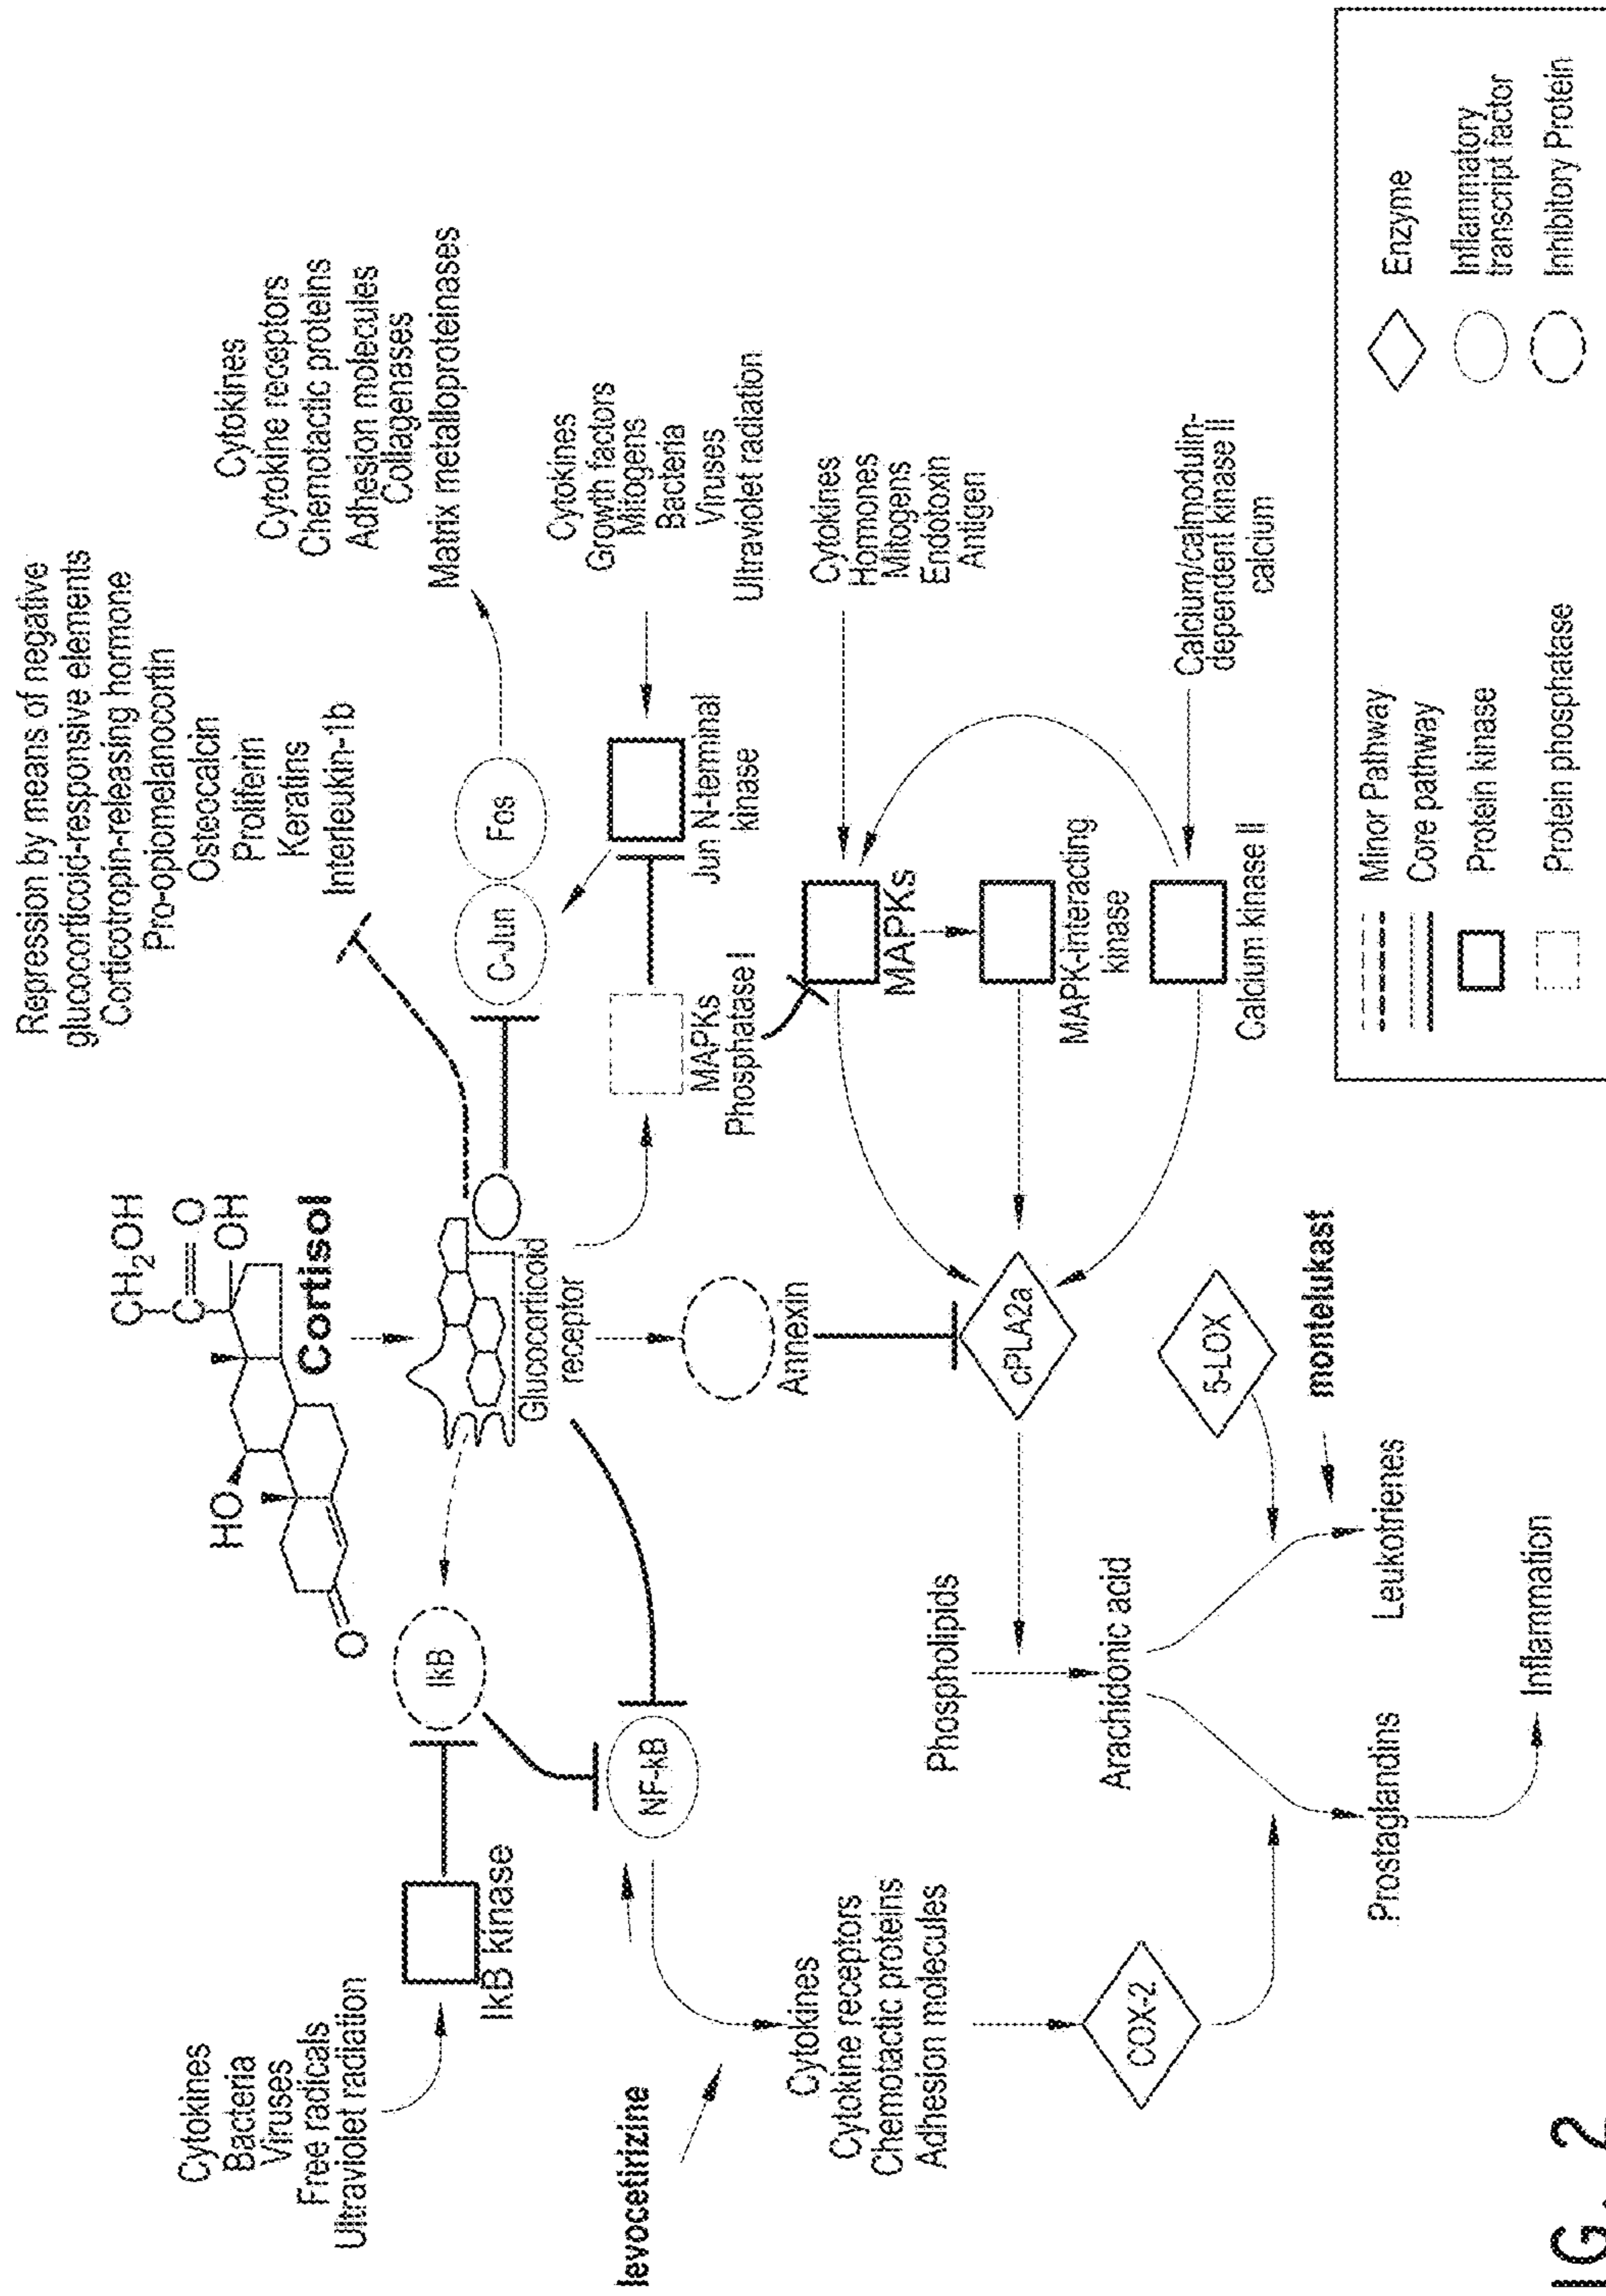 Repression by means of negative
glucocorticoid-responsive elements
Corticotropin-releasing homone
Pro-opiomelanocortin
Osteocalcin
Proliferin
Keratins
Interleukin-1b
CH2OH
C
O
OH
HO
O
Cortisol
Cytokines
Bacteria
Viruses
Free radicals
Ultraviolet radiation
IkB kinase
IkB
Glucocorticoid
receptor
C-Jun
Fos
Cytokines
Cytokine receptors
Chemotactic proteins
Adhesion molecules
Collagenases
Matrix metalloproteinases
levocetirizine
NF-kB
Annexin
MAPKs
Phosphatase I
Jun N-terminal
kinase
Cytokines
Growth factors
Mitogens
Bacteria
Viruses
Ultraviolet radiation
Cytokines
Cytokine receptors
Chemotactic proteins
Adhesion molecules
Phospholipids
cPLA2a
MAPKs
Cytokines
Hormones
Mitogens
Endotoxin
Antigen
MAPK-interacting
kinase
COX-2
Arachidonic acid
5-LOX
Calcium kinase II
Calcium/calmodulin-
dependent kinase II
calcium
montelukast
Prostaglandins
Leukotrienes
Inflammation
Minor Pathway
Core pathway
Protein kinase
Protein phosphatase
Enzyme
Inflammatory
transcript factor
Inhibitory Protein
IG. 2